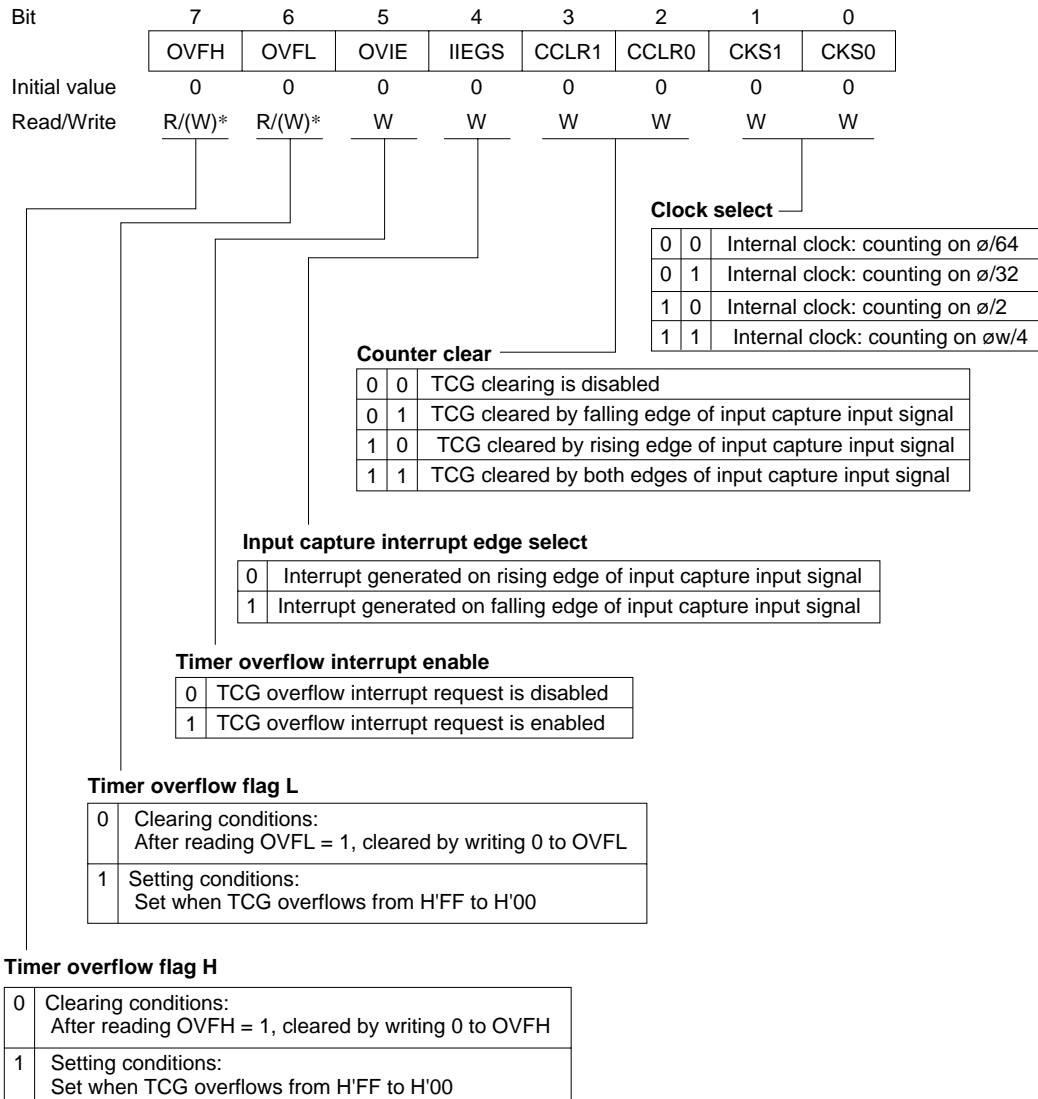 Bit 7 6 5 4 3 2 1 0
OVFH OVFL OVIE IIEGS CCLR1 CCLR0 CKS1 CKS0
Initial value 0 0 0 0 0 0 0 0
Read/Write R/(W)* R/(W)* W W W W W W
Clock select
0 0 Internal clock: counting on ø/64
0 1 Internal clock: counting on ø/32
1 0 Internal clock: counting on ø/2
1 1 Internal clock: counting on øw/4
Counter clear
0 0 TCG clearing is disabled
0 1 TCG cleared by falling edge of input capture input signal
1 0 TCG cleared by rising edge of input capture input signal
1 1 TCG cleared by both edges of input capture input signal
Input capture interrupt edge select
0 Interrupt generated on rising edge of input capture input signal
1 Interrupt generated on falling edge of input capture input signal
Timer overflow interrupt enable
0 TCG overflow interrupt request is disabled
1 TCG overflow interrupt request is enabled
Timer overflow flag L
0 Clearing conditions:
After reading OVFL = 1, cleared by writing 0 to OVFL
1 Setting conditions:
Set when TCG overflows from H'FF to H'00
Timer overflow flag H
0 Clearing conditions:
After reading OVFH = 1, cleared by writing 0 to OVFH
1 Setting conditions:
Set when TCG overflows from H'FF to H'00